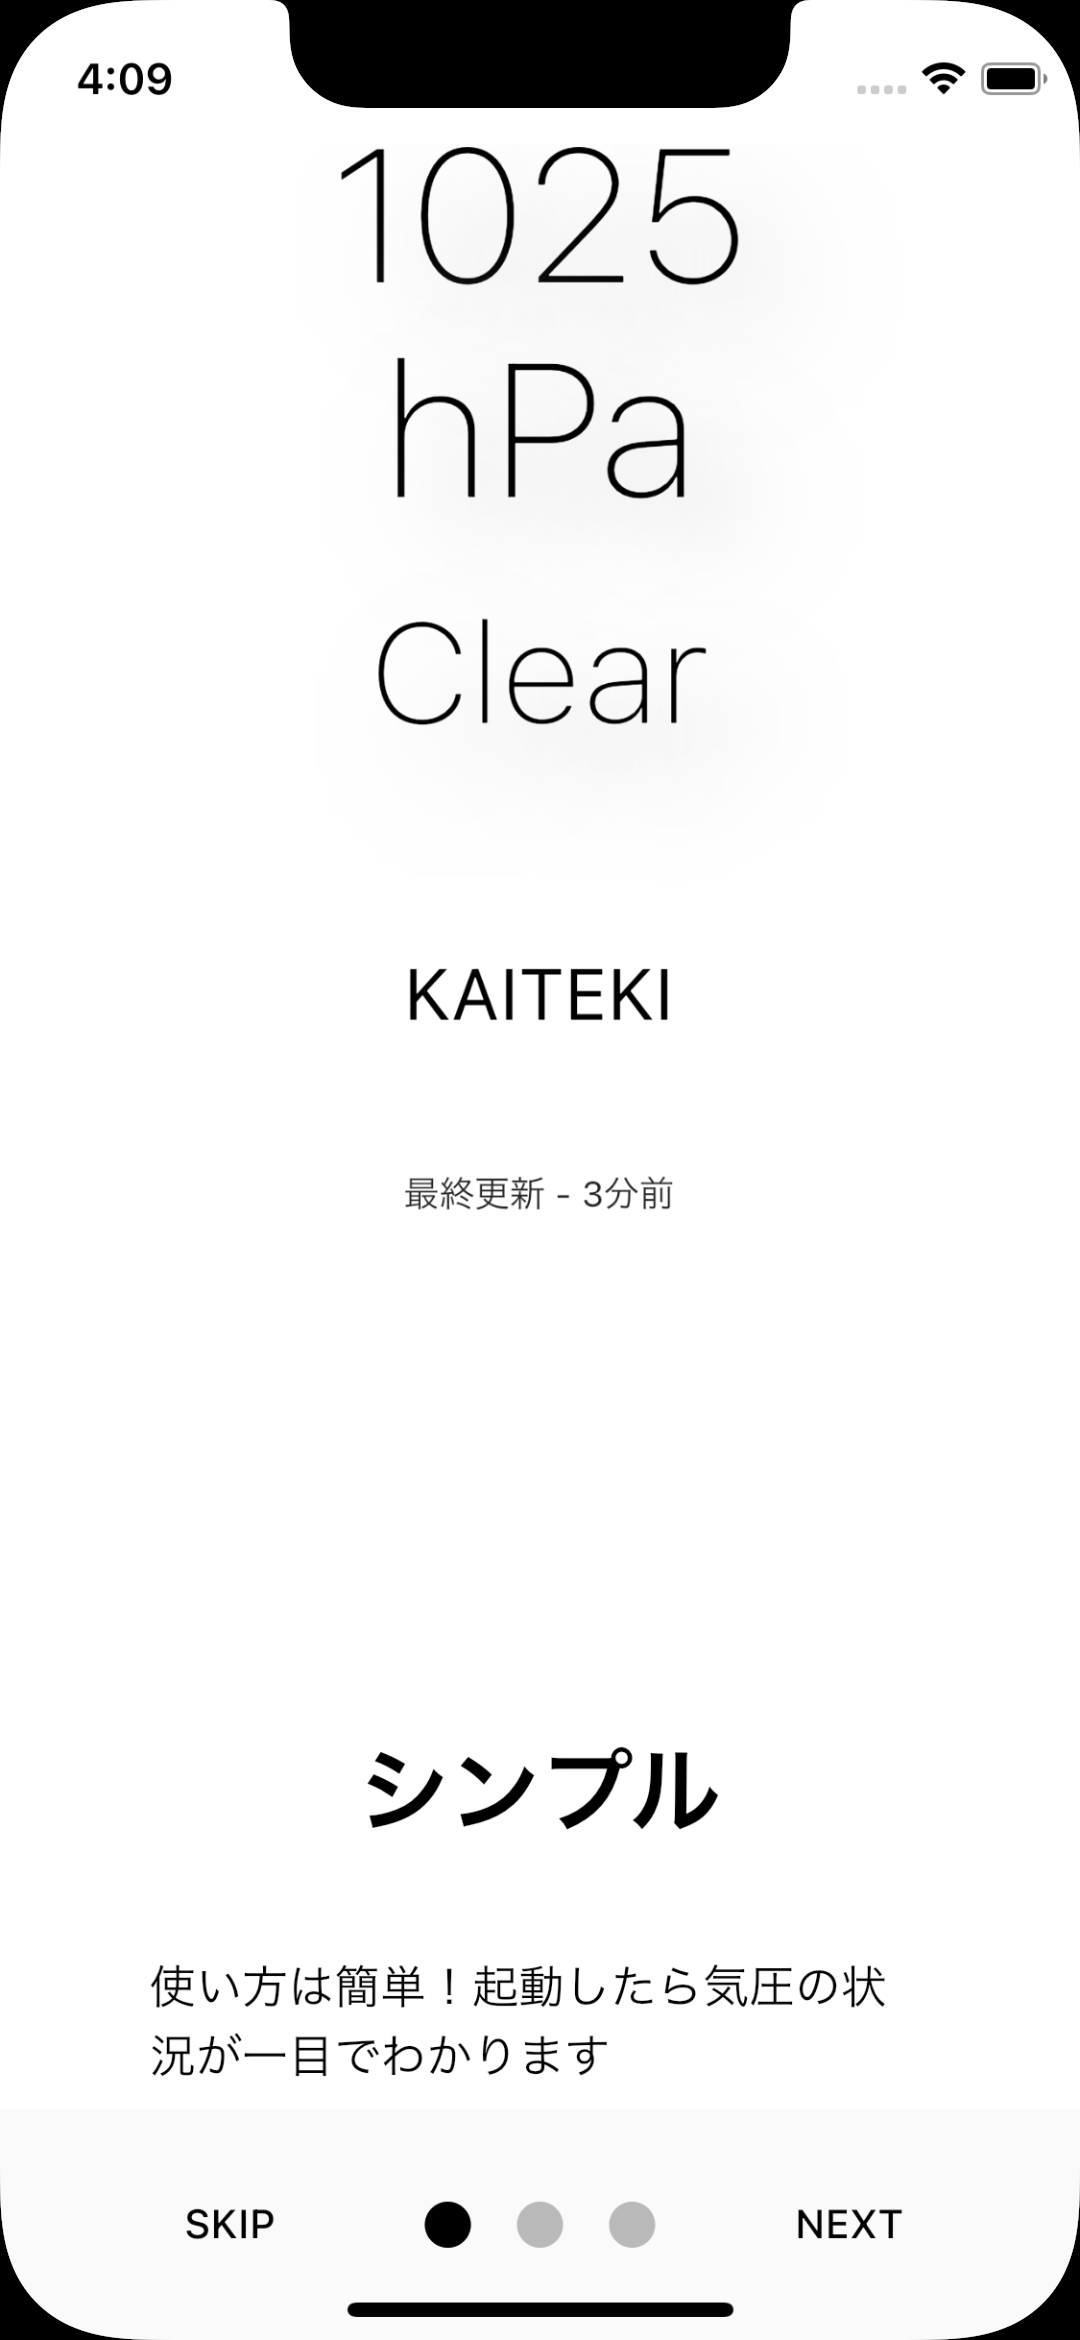 4:09
1025
hPa
Clear
KAITEKI
最終更新 - 3分前
シンプル
使い方は簡単！起動したら気圧の状
況が一目でわかります
SKIP
NEXT